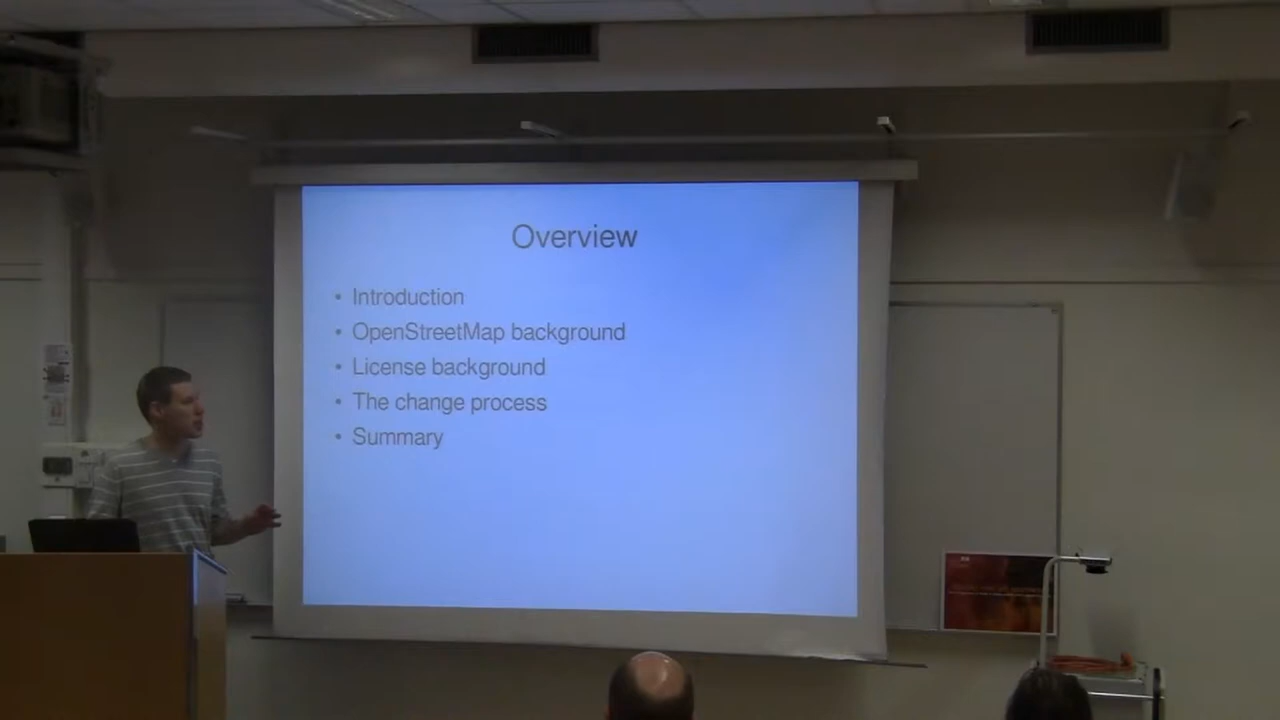 Overview
• Introduction
• OpenStreetMap background
• License background
• The change process
• Summary